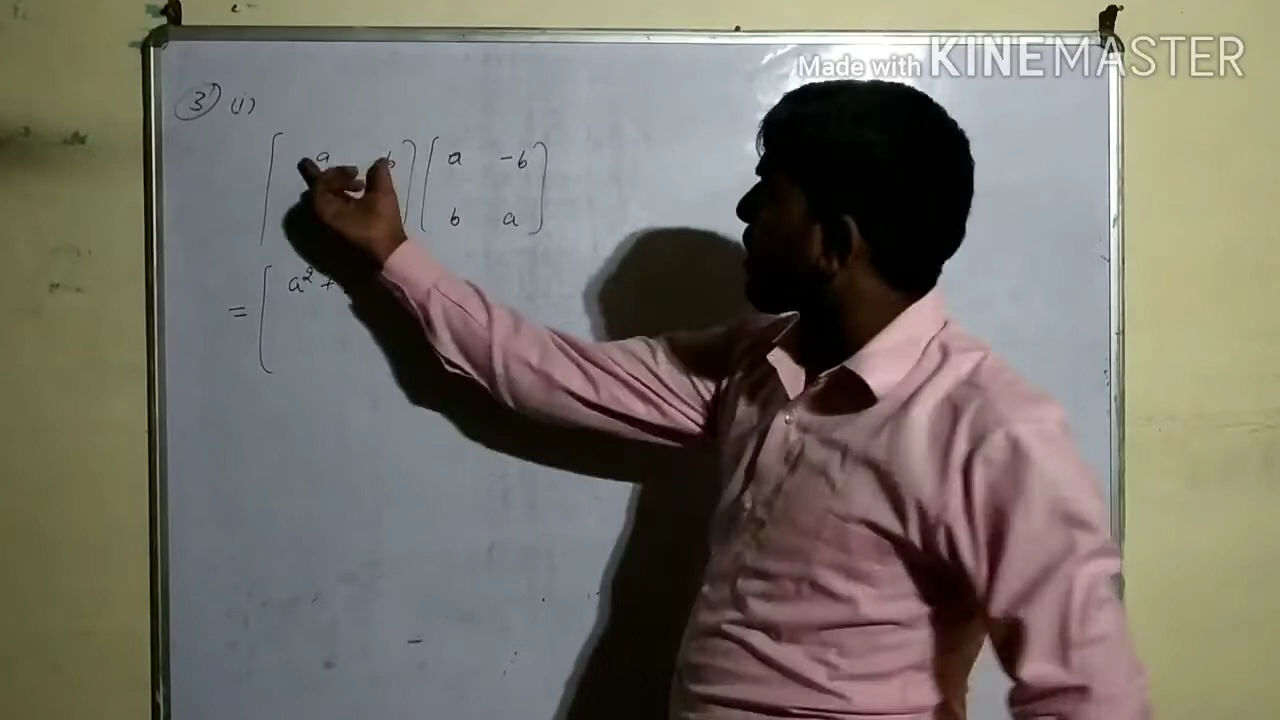 Made with KINEMASTER
3 (i)
a b a -b
b a
= a² +